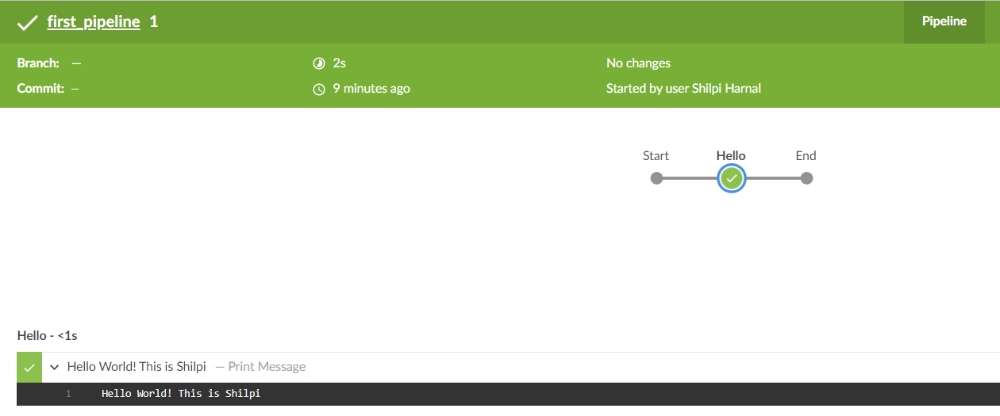 first_pipeline 1 Pipeline
Branch: — 2s No changes
Commit: — 9 minutes ago Started by user Shilpi Harnal
Start Hello End
Hello - <1s
Hello World! This is Shilpi — Print Message
1 Hello World! This is Shilpi